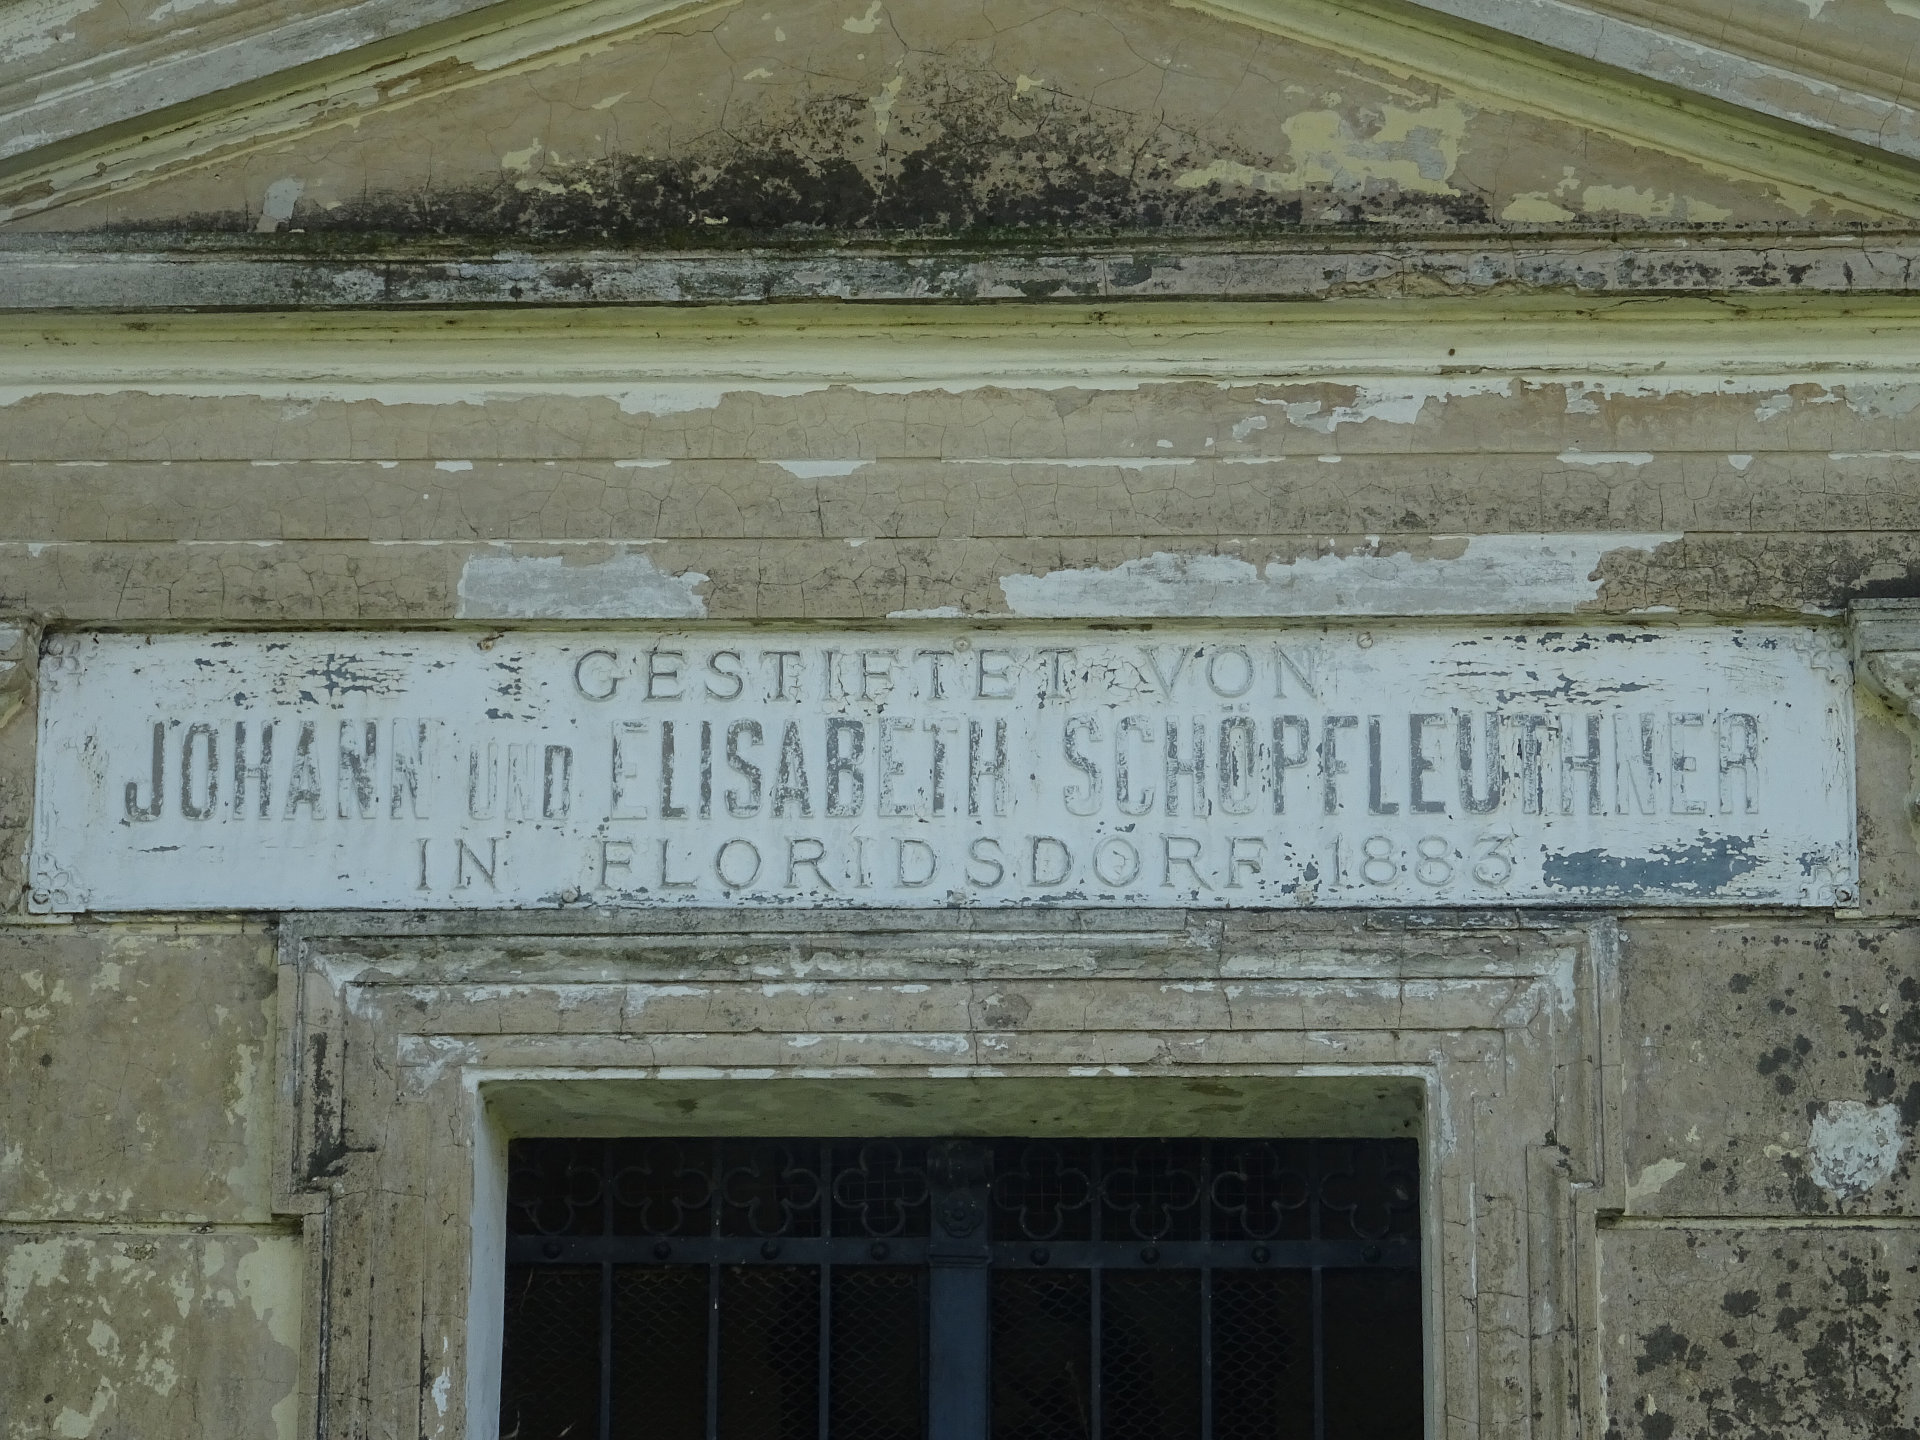 GESTIFTET VON
JOHANN UND ELISABETH SCHÖPFLEUTHNER
IN FLORIDSDORF 1883